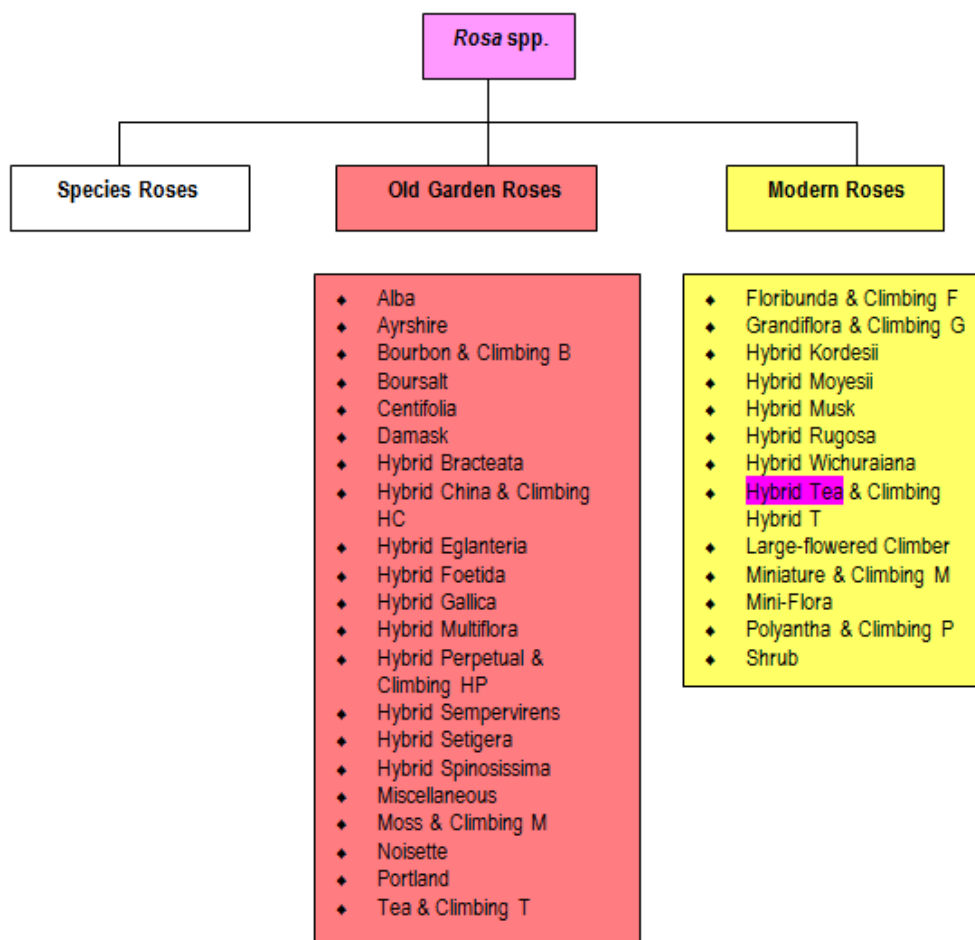 Rosa spp.
Species Roses
Old Garden Roses
Modern Roses
◆ Alba
◆ Ayrshire
◆ Bourbon & Climbing B
◆ Boursalt
◆ Centifolia
◆ Damask
◆ Hybrid Bracteata
◆ Hybrid China & Climbing
HC
◆ Hybrid Eglanteria
◆ Hybrid Foetida
◆ Hybrid Gallica
◆ Hybrid Multiflora
◆ Hybrid Perpetual &
Climbing HP
◆ Hybrid Sempervirens
◆ Hybrid Setigera
◆ Hybrid Spinosissima
◆ Miscellaneous
◆ Moss & Climbing M
◆ Noisette
◆ Portland
◆ Tea & Climbing T
◆ Floribunda & Climbing F
◆ Grandiflora & Climbing G
◆ Hybrid Kordesii
◆ Hybrid Moyesii
◆ Hybrid Musk
◆ Hybrid Rugosa
◆ Hybrid Wichuraiana
◆ Hybrid Tea & Climbing
Hybrid T
◆ Large-flowered Climber
◆ Miniature & Climbing M
◆ Mini-Flora
◆ Polyantha & Climbing P
◆ Shrub